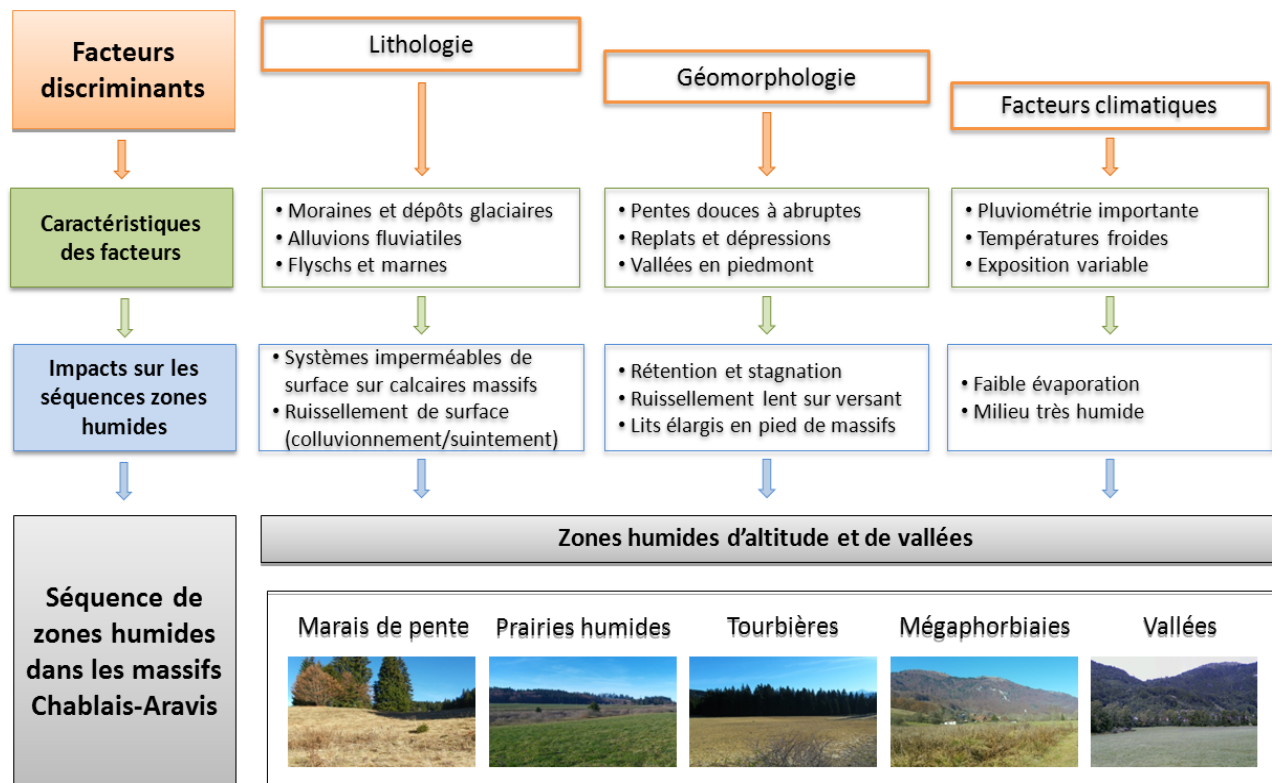 Facteurs
discriminants
Lithologie
Géomorphologie
Facteurs climatiques
Caractéristiques
des facteurs
• Moraines et dépôts glaciaires
• Alluvions fluviatiles
• Flyschs et marnes
• Pentes douces à abruptes
• Replats et dépressions
• Vallées en piedmont
• Pluviométrie importante
• Températures froides
• Exposition variable
Impacts sur les
séquences zones
humides
• Systèmes imperméables de
surface sur calcaires massifs
• Ruissellement de surface
(colluvionnement/suintement)
• Rétention et stagnation
• Ruissellement lent sur versant
• Lits élargis en pied de massifs
• Faible évaporation
• Milieu très humide
Séquence de
zones humides
dans les massifs
Chablais-Aravis
Zones humides d’altitude et de vallées
Marais de pente
Prairies humides
Tourbières
Mégaphorbiaies
Vallées